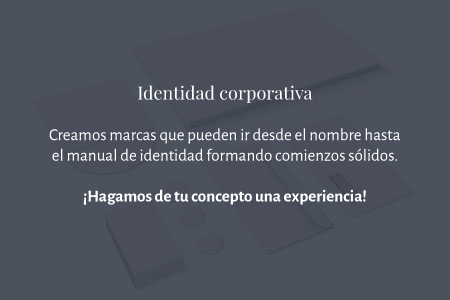 Identidad corporativa
Creamos marcas que pueden ir desde el nombre hasta
el manual de identidad formando comienzos sólidos.
¡Hagamos de tu concepto una experiencia!